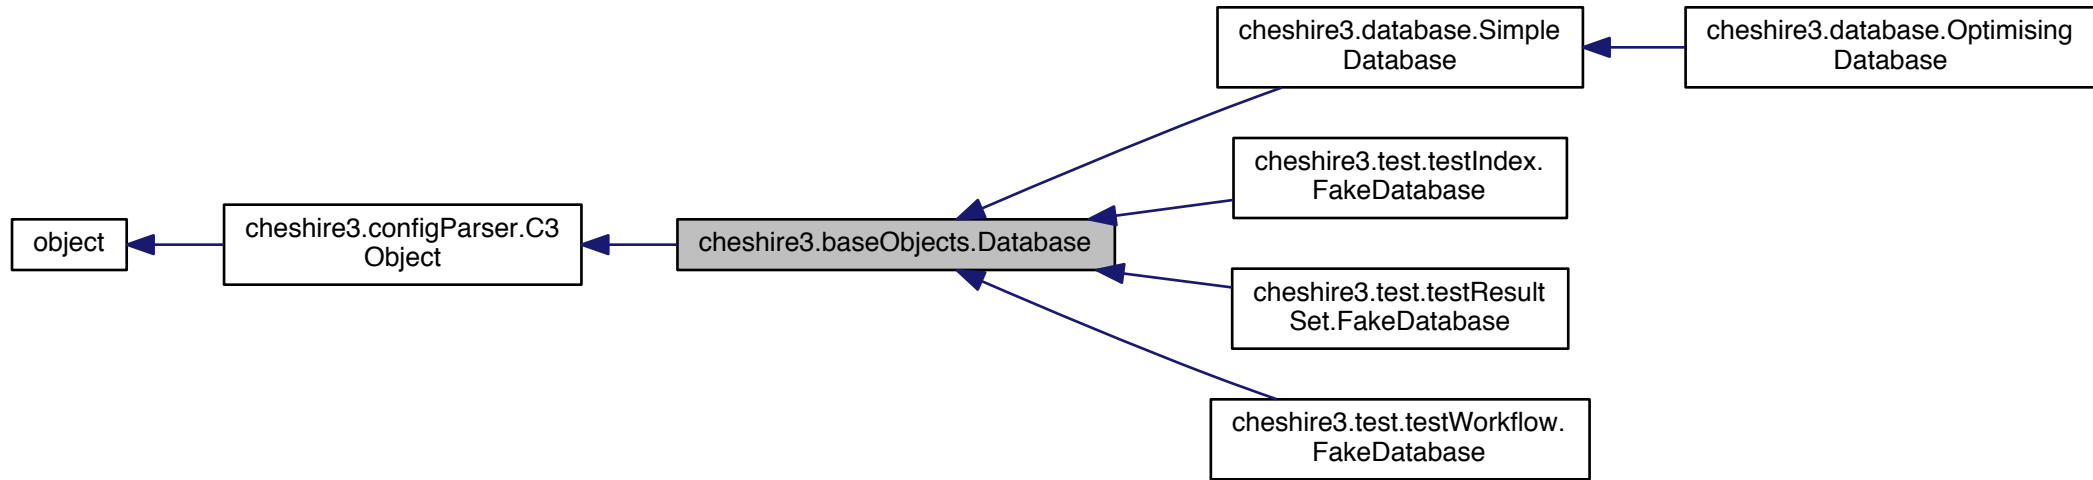 object
cheshire3.configParser.C3
Object
cheshire3.baseObjects.Database
cheshire3.database.Simple
Database
cheshire3.database.Optimising
Database
cheshire3.test.testIndex.
FakeDatabase
cheshire3.test.testResult
Set.FakeDatabase
cheshire3.test.testWorkflow.
FakeDatabase